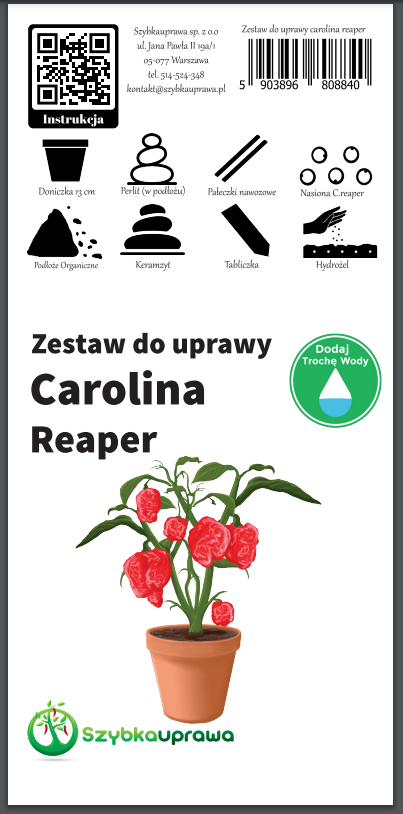 Instrukcja
Szybkauprawa sp. z o.o
ul. Jana Pawła II 19a/1
05-077 Warszawa
tel. 514-524-348
kontakt@szybkauprawa.pl
Zestaw do uprawy carolina reaper
5 903896 808840
Doniczka 13 cm
Perlit (w podłożu)
Pałeczki nawozowe
Nasiona C.reaper
Podłoże Organiczne
Keramzyt
Tabliczka
Hydrożel
Zestaw do uprawy
Carolina
Reaper
Dodaj
Trochę Wody
Szybkauprawa